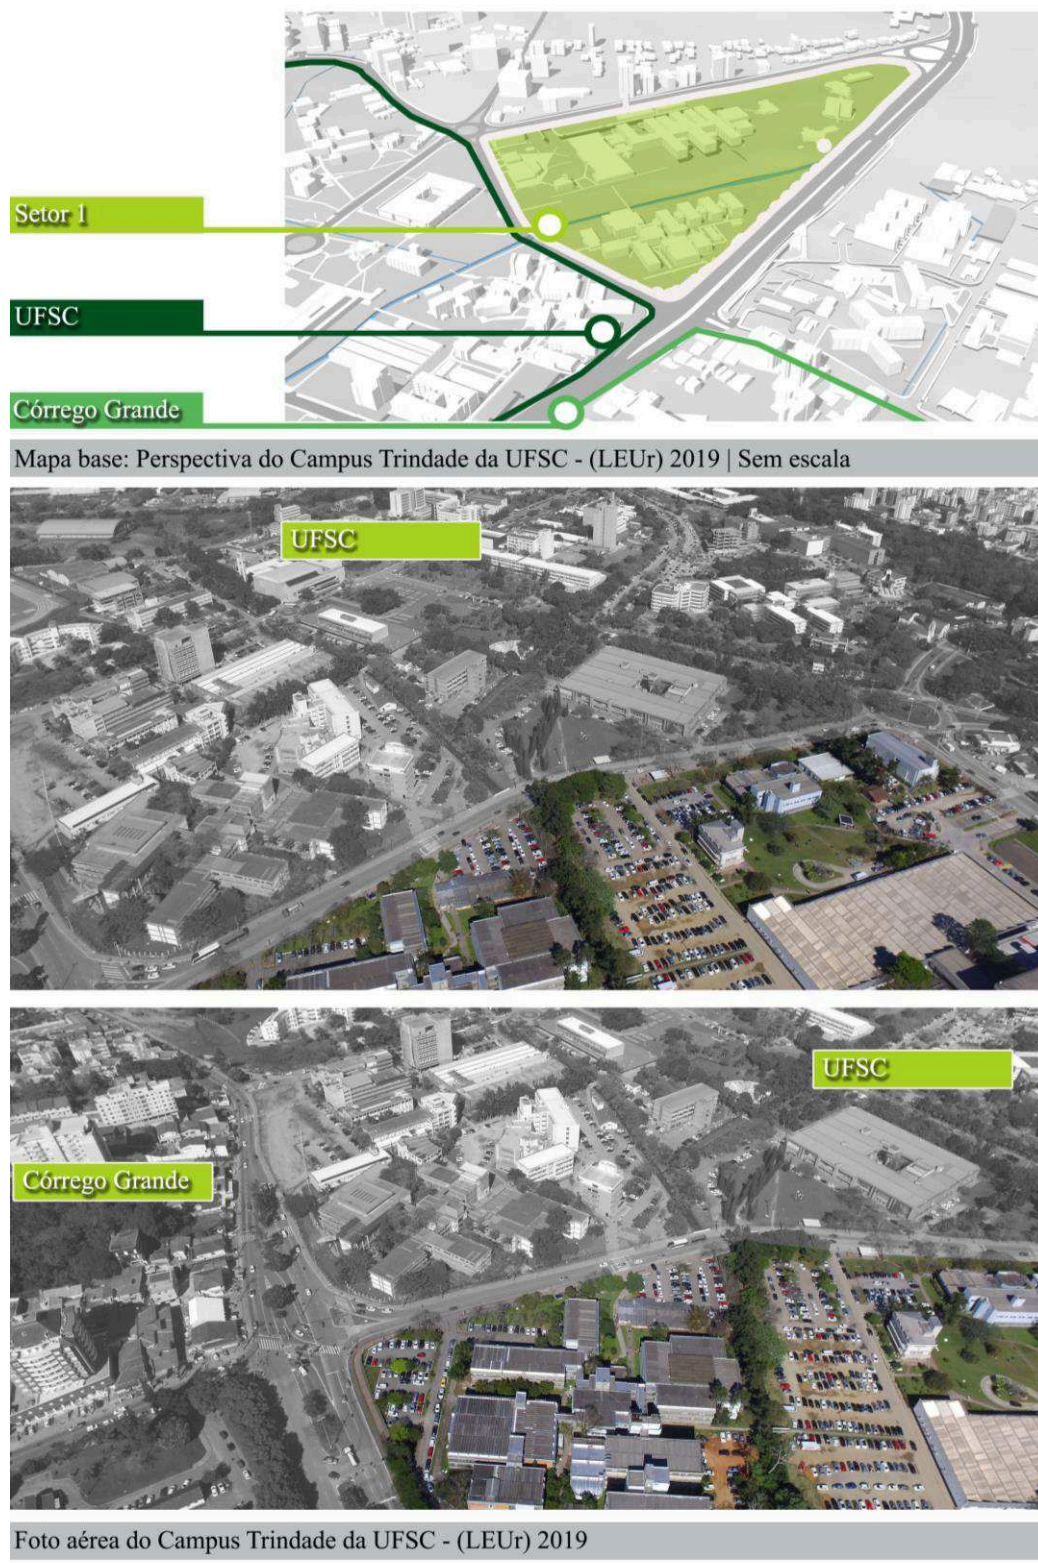 Setor 1
UFSC
Córrego Grande
Mapa base: Perspectiva do Campus Trindade da UFSC - (LEUr) 2019 | Sem escala
UFSC
UFSC
Córrego Grande
Foto aérea do Campus Trindade da UFSC - (LEUr) 2019